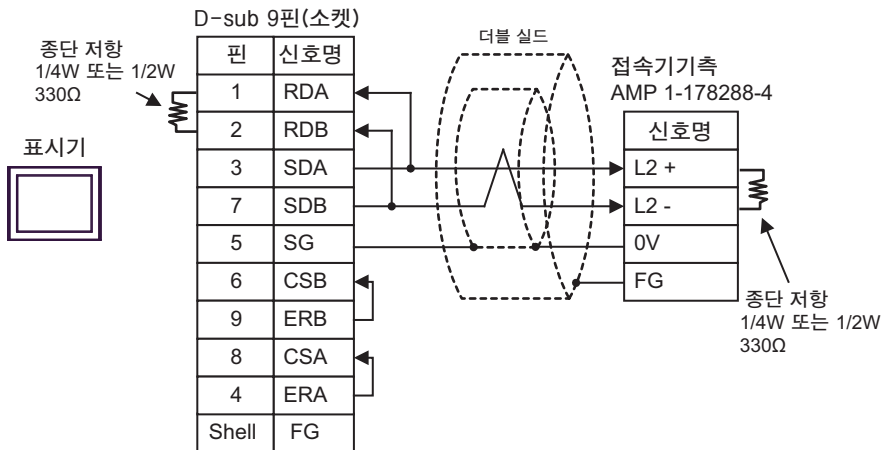 D-sub 9핀(소켓)
종단 저항
1/4W 또는 1/2W
330Ω
표시기
핀 신호명
1 RDA
2 RDB
3 SDA
7 SDB
5 SG
6 CSB
9 ERB
8 CSA
4 ERA
Shell FG
더블 실드
접속기기측
AMP 1-178288-4
신호명
L2 +
L2 -
0V
FG
종단 저항
1/4W 또는 1/2W
330Ω